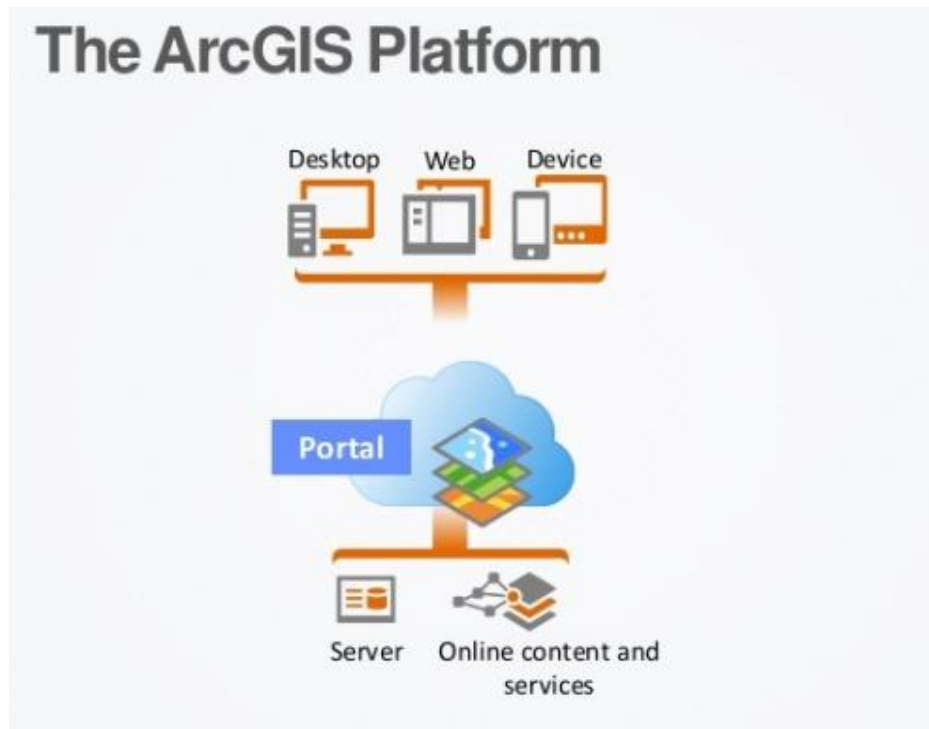 The ArcGIS Platform
Desktop
Web
Device
Portal
Server
Online content and
services